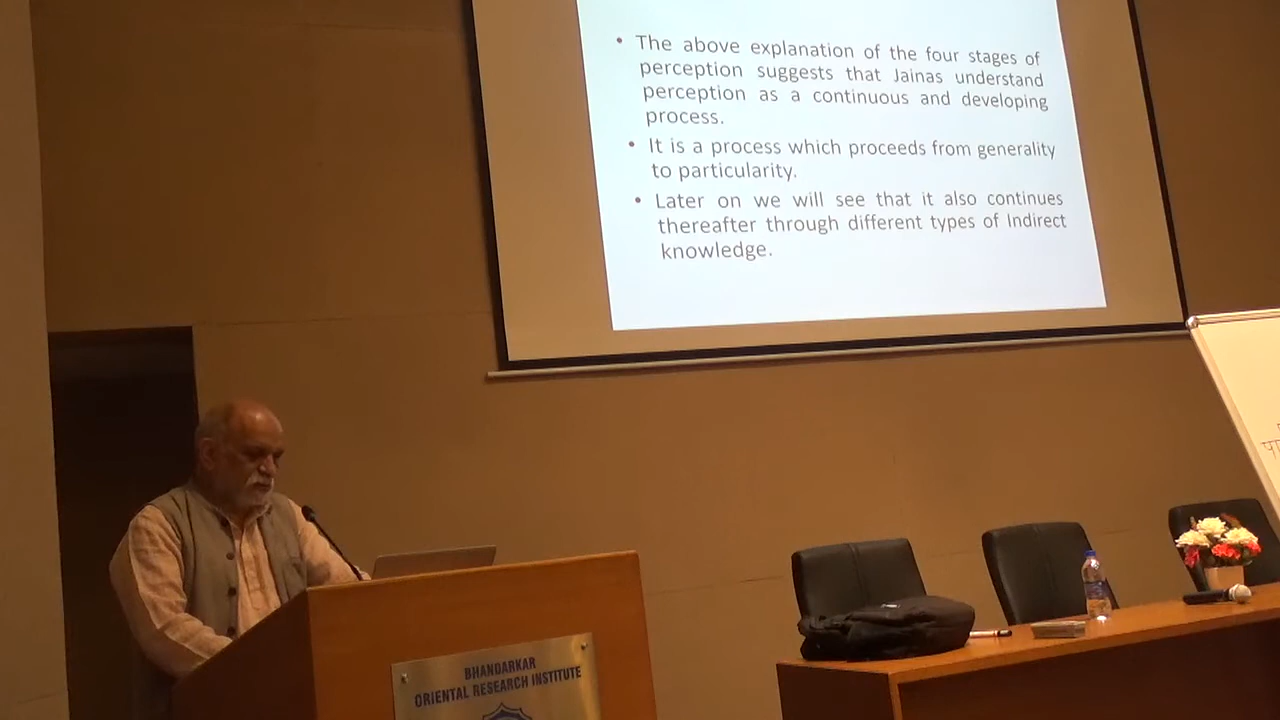 • The above explanation of the four stages of
perception suggests that Jainas understand
perception as a continuous and developing
process.
• It is a process which proceeds from generality
to particularity.
• Later on we will see that it also continues
thereafter through different types of Indirect
knowledge.
BHANDARKAR
ORIENTAL RESEARCH INSTITUTE